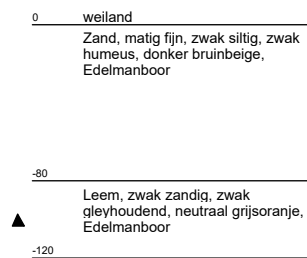 0 weiland
Zand, matig fijn, zwak siltig, zwak
humeus, donker bruinbeige,
Edelmanboor
-80
Leem, zwak zandig, zwak
gleyhoudend, neutraal grijsoranje,
Edelmanboor
-120